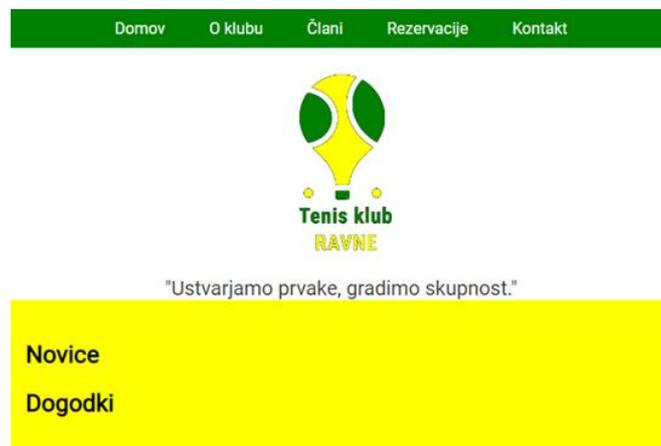 Domov O klubu Člani Rezervacije Kontakt
Tenis klub
RAVNE
"Ustvarjamo prvake, gradimo skupnost."
Novice
Dogodki